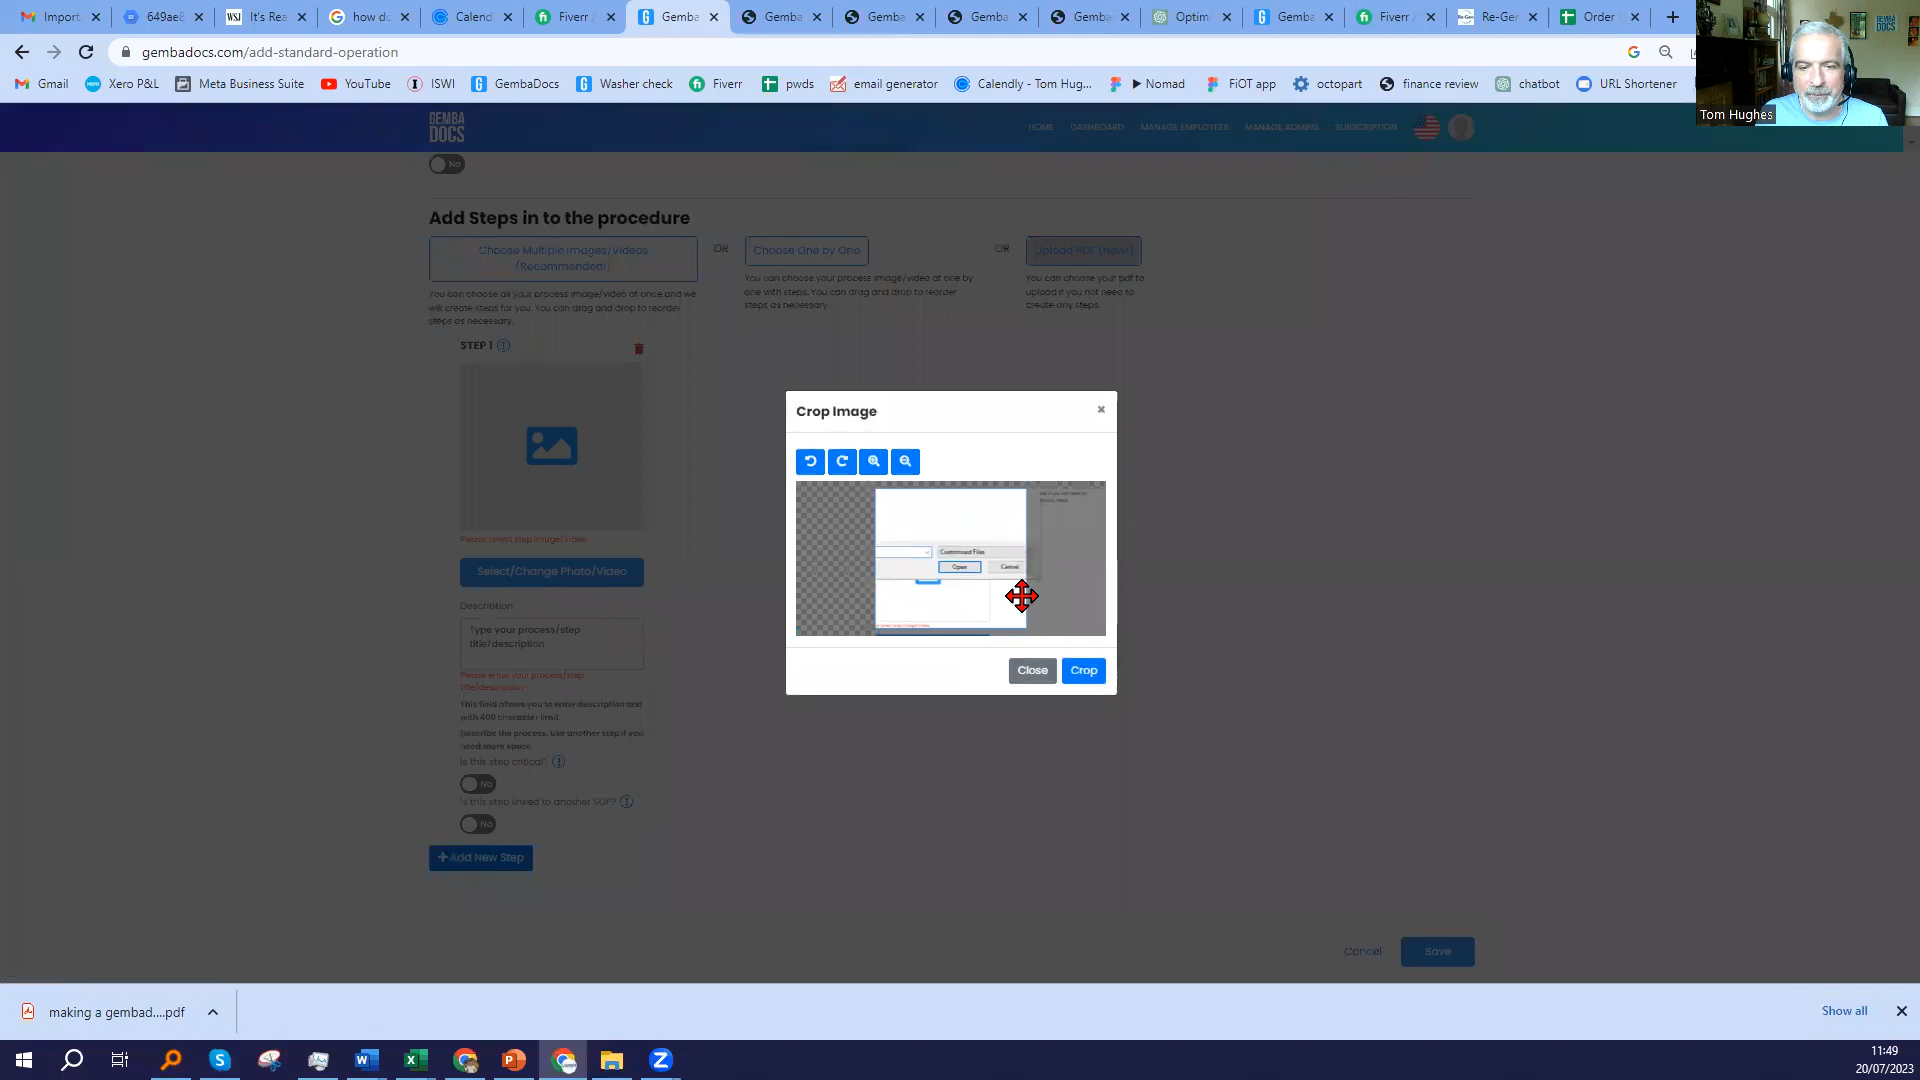 Import
649ae8
WSJ It's Rea
how do
Calend
Fiverr
Gemba
Gemba
Gemba
Gemba
Gemba
Optim
Gemba
Fiverr
Re-Ge
Order
gembadocs.com/add-standard-operation
Gmail
Xero P&L
Meta Business Suite
YouTube
ISWI
GembaDocs
Washer check
Fiverr
pwds
email generator
Calendly - Tom Hug...
Nomad
FiOT app
octopart
finance review
chatbot
URL Shortener
Tom Hughes
GEMBA
DOCS
HOME DASHBOARD MANAGE EMPLOYEES MANAGE ADMINS SUBSCRIPTION
No
Add Steps in to the procedure
Choose Multiple Images/Videos
(Recommended)
OR
Choose One by One
OR
Upload PDF (New!)
You can choose all your process image/video at once and we
will create steps for you. You can drag and drop to reorder
steps as necessary.
You can choose your process image/video at one by
one with steps. You can drag and drop to reorder
steps as necessary.
You can choose your pdf to
upload if you not need to
create any steps.
STEP 1
Please select step image/video
Select/Change Photo/Video
Description
Type your process/step
title/description
Please enter your process/step
title/description
This field allows you to enter description text
with 400 character limit.
Describe the process. Use another step if you
need more space.
Is this step critical?
No
Is this step linked to another SOP?
No
+ Add New Step
Crop Image
×
Customised Files
Open
Cancel
Close
Crop
Cancel
Save
making a gembad....pdf
Show all
11:49
20/07/2023